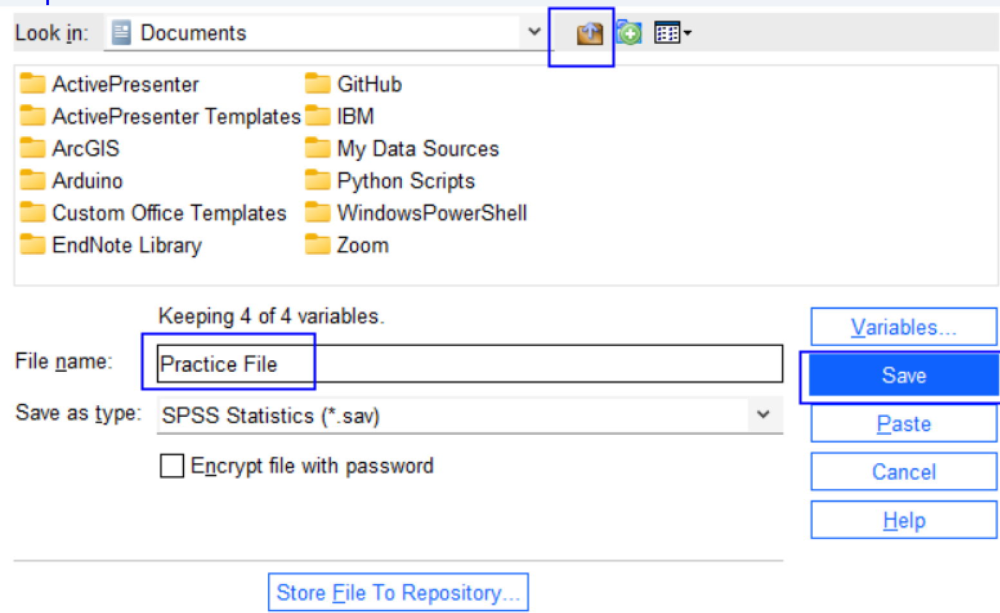 Look in: Documents
ActivePresenter
ActivePresenter Templates
ArcGIS
Arduino
Custom Office Templates
EndNote Library
GitHub
IBM
My Data Sources
Python Scripts
WindowsPowerShell
Zoom
Keeping 4 of 4 variables.
Variables...
File name: Practice File
Save
Save as type: SPSS Statistics (*.sav)
Paste
Encrypt file with password
Cancel
Help
Store File To Repository...